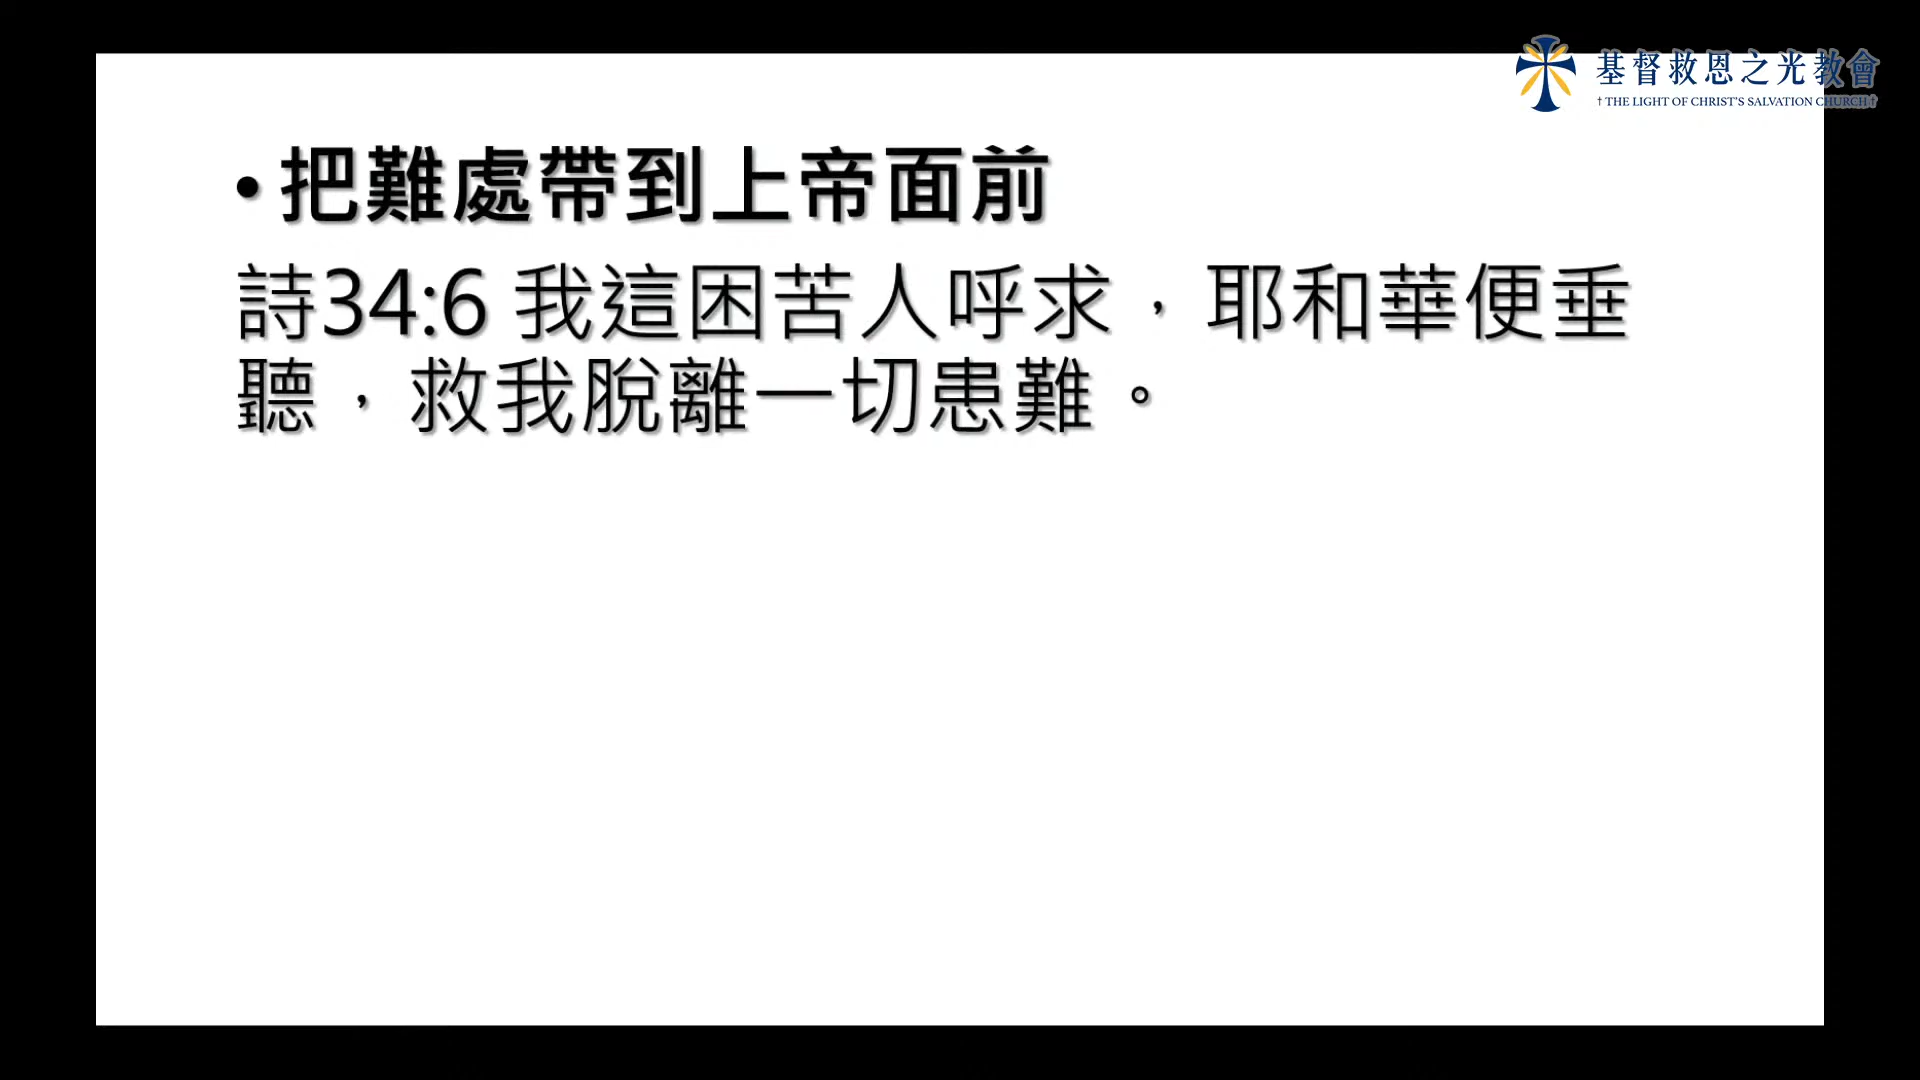 基督救恩之光教會
†THE LIGHT OF CHRIST'S SALVATION CHURCH†
•把難處帶到上帝面前
詩34:6 我這困苦人呼求，耶和華便垂
聽，救我脫離一切患難。